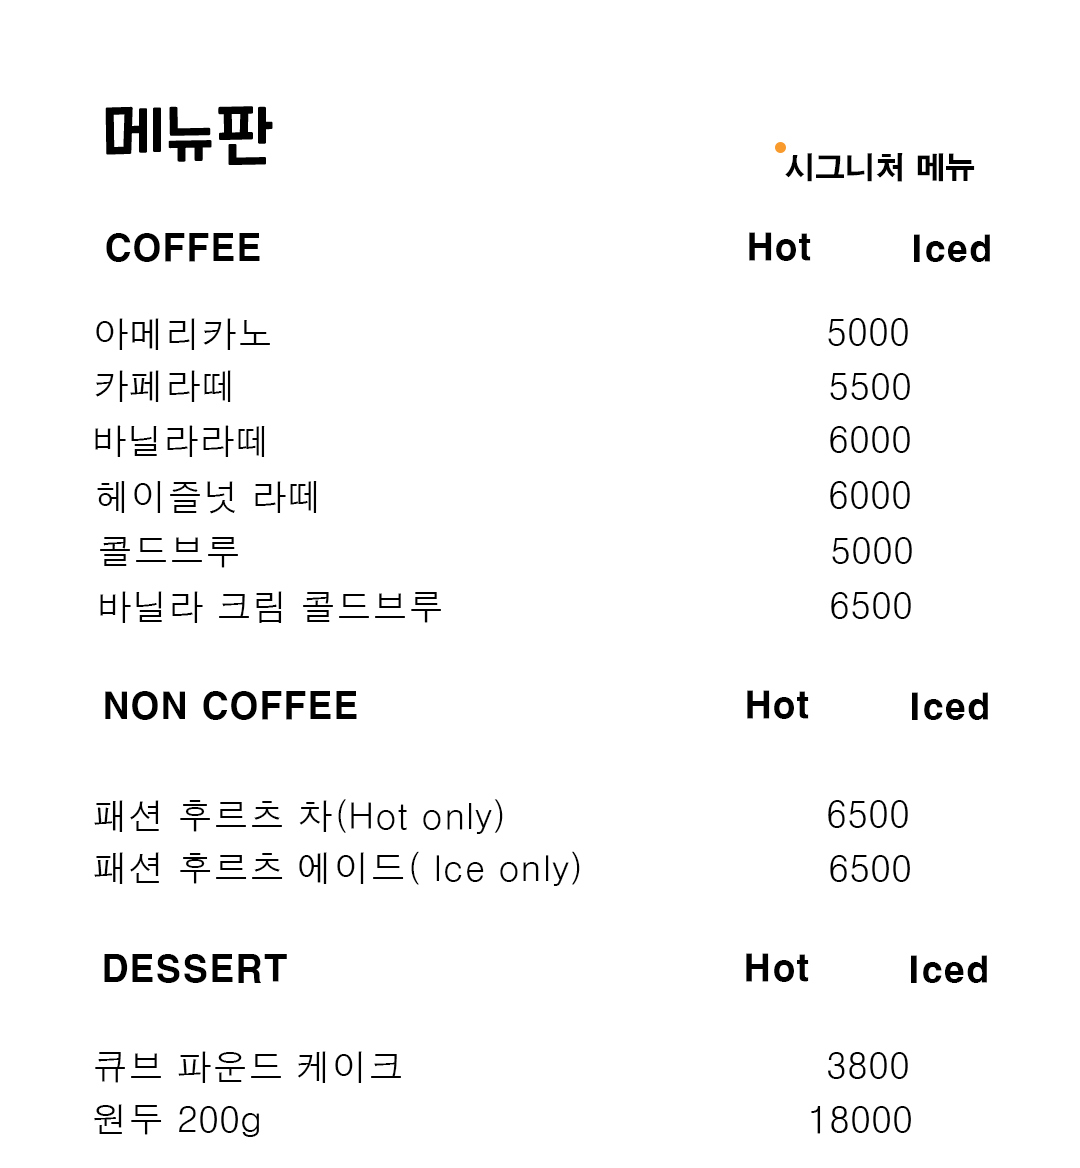 메뉴판
시그니처 메뉴
COFFEE Hot Iced
아메리카노 5000
카페라떼 5500
바닐라라떼 6000
헤이즐넛 라떼 6000
콜드브루 5000
바닐라 크림 콜드브루 6500
NON COFFEE Hot Iced
패션 후르츠 차(Hot only) 6500
패션 후르츠 에이드( Ice only) 6500
DESSERT Hot Iced
큐브 파운드 케이크 3800
원두 200g 18000